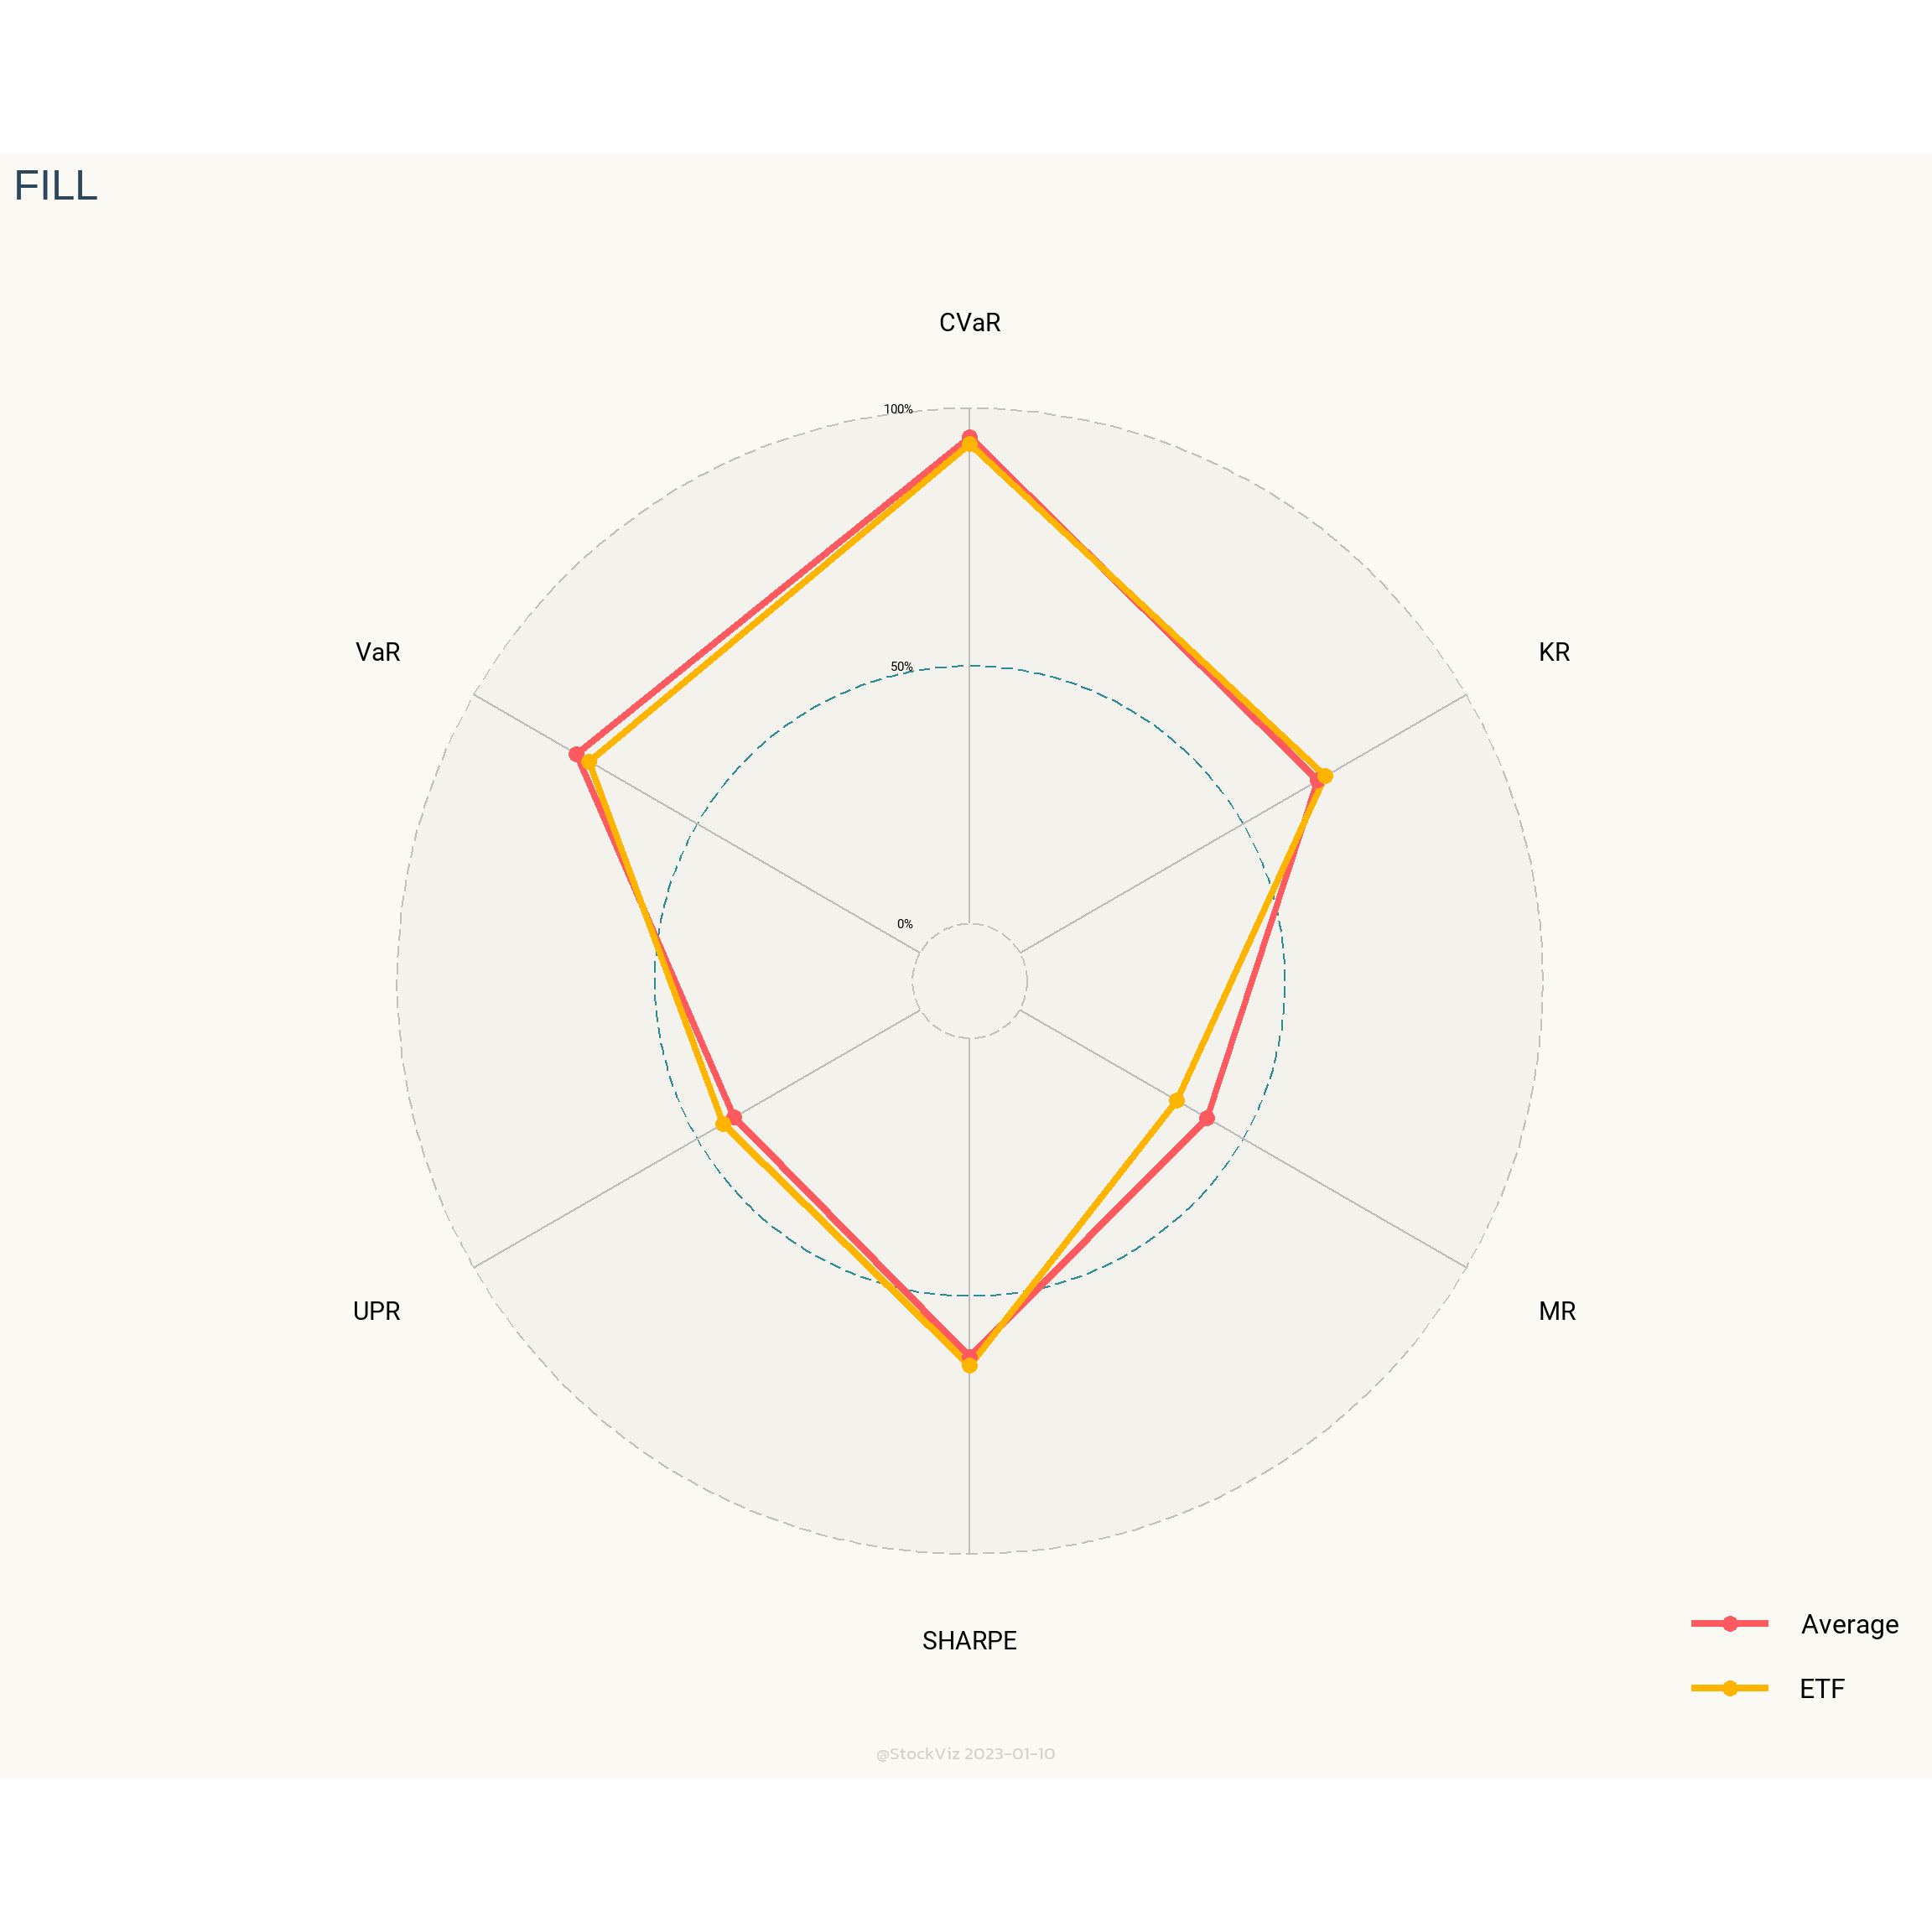 FILL
CVaR
100%
VaR
KR
50%
0%
UPR
MR
SHARPE
Average
ETF
@StockViz 2023-01-10